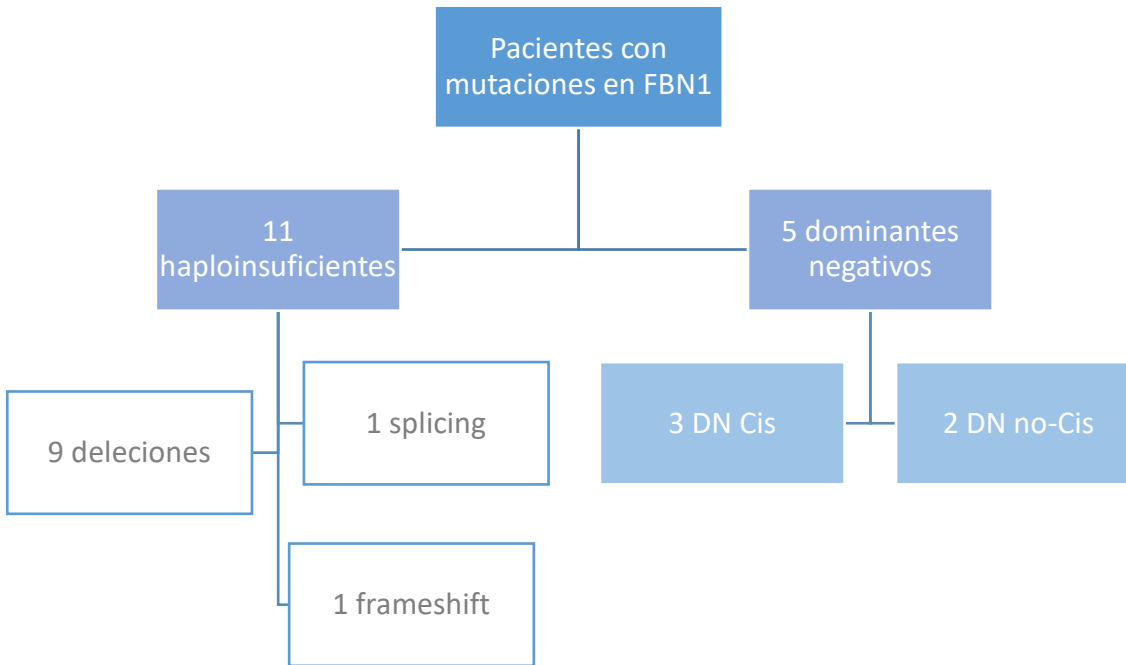 Pacientes con
mutaciones en FBN1
11
haploinsuficientes
5 dominantes
negativos
9 deleciones
1 splicing
1 frameshift
3 DN Cis
2 DN no-Cis